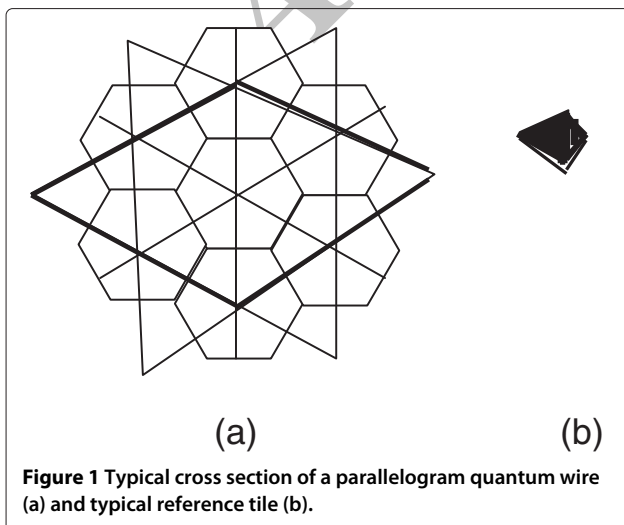 (a) (b)
Figure 1 Typical cross section of a parallelogram quantum wire
(a) and typical reference tile (b).